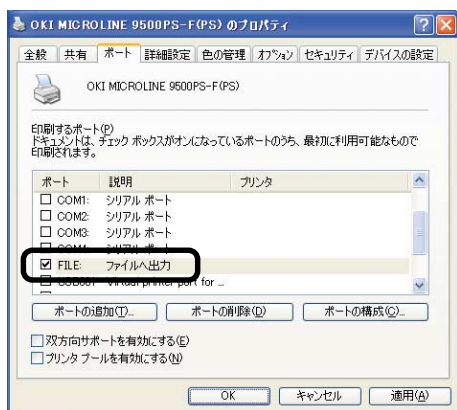 OKI MICROLINE 9500PS-F(PS) のプロパティ
全般 共有 ポート 詳細設定 色の管理 オプション セキュリティ デバイスの設定
OKI MICROLINE 9500PS-F(PS)
印刷するポート(P)
ドキュメントは、チェック ボックスがオンになっているポートのうち、最初に利用可能なもので
印刷されます。
ポート 説明 プリンタ
COM1: シリアル ポート
COM2: シリアル ポート
COM3: シリアル ポート
COM4: シリアル ポート
FILE: ファイルへ出力
USB001 Virtual printer port for ...
ポートの追加(T)... ポートの削除(D) ポートの構成(C)...
双方向サポートを有効にする(E)
プリンタ プールを有効にする(N)
OK キャンセル 適用(A)